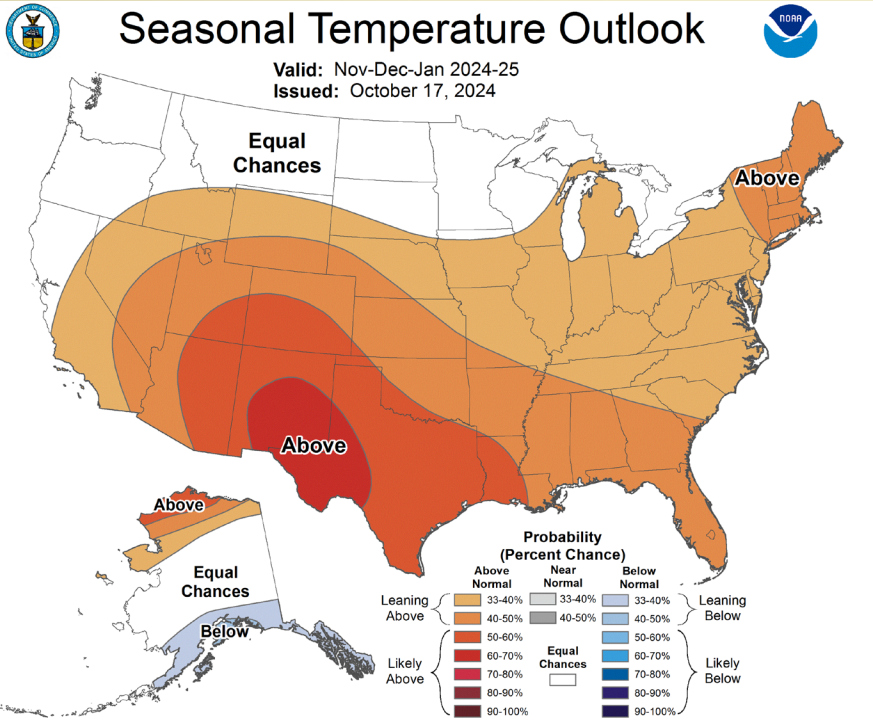 Seasonal Temperature Outlook
NOAA
Valid: Nov-Dec-Jan 2024-25
Issued: October 17, 2024
Equal
Chances
Above
Above
Above
Equal
Chances
Below
Probability
(Percent Chance)
Above
Normal
Near
Normal
Below
Normal
Leaning
Above
33-40%
40-50%
33-40%
40-50%
33-40%
40-50%
Leaning
Below
Likely
Above
50-60%
60-70%
70-80%
80-90%
90-100%
Equal
Chances
50-60%
60-70%
70-80%
80-90%
90-100%
Likely
Below